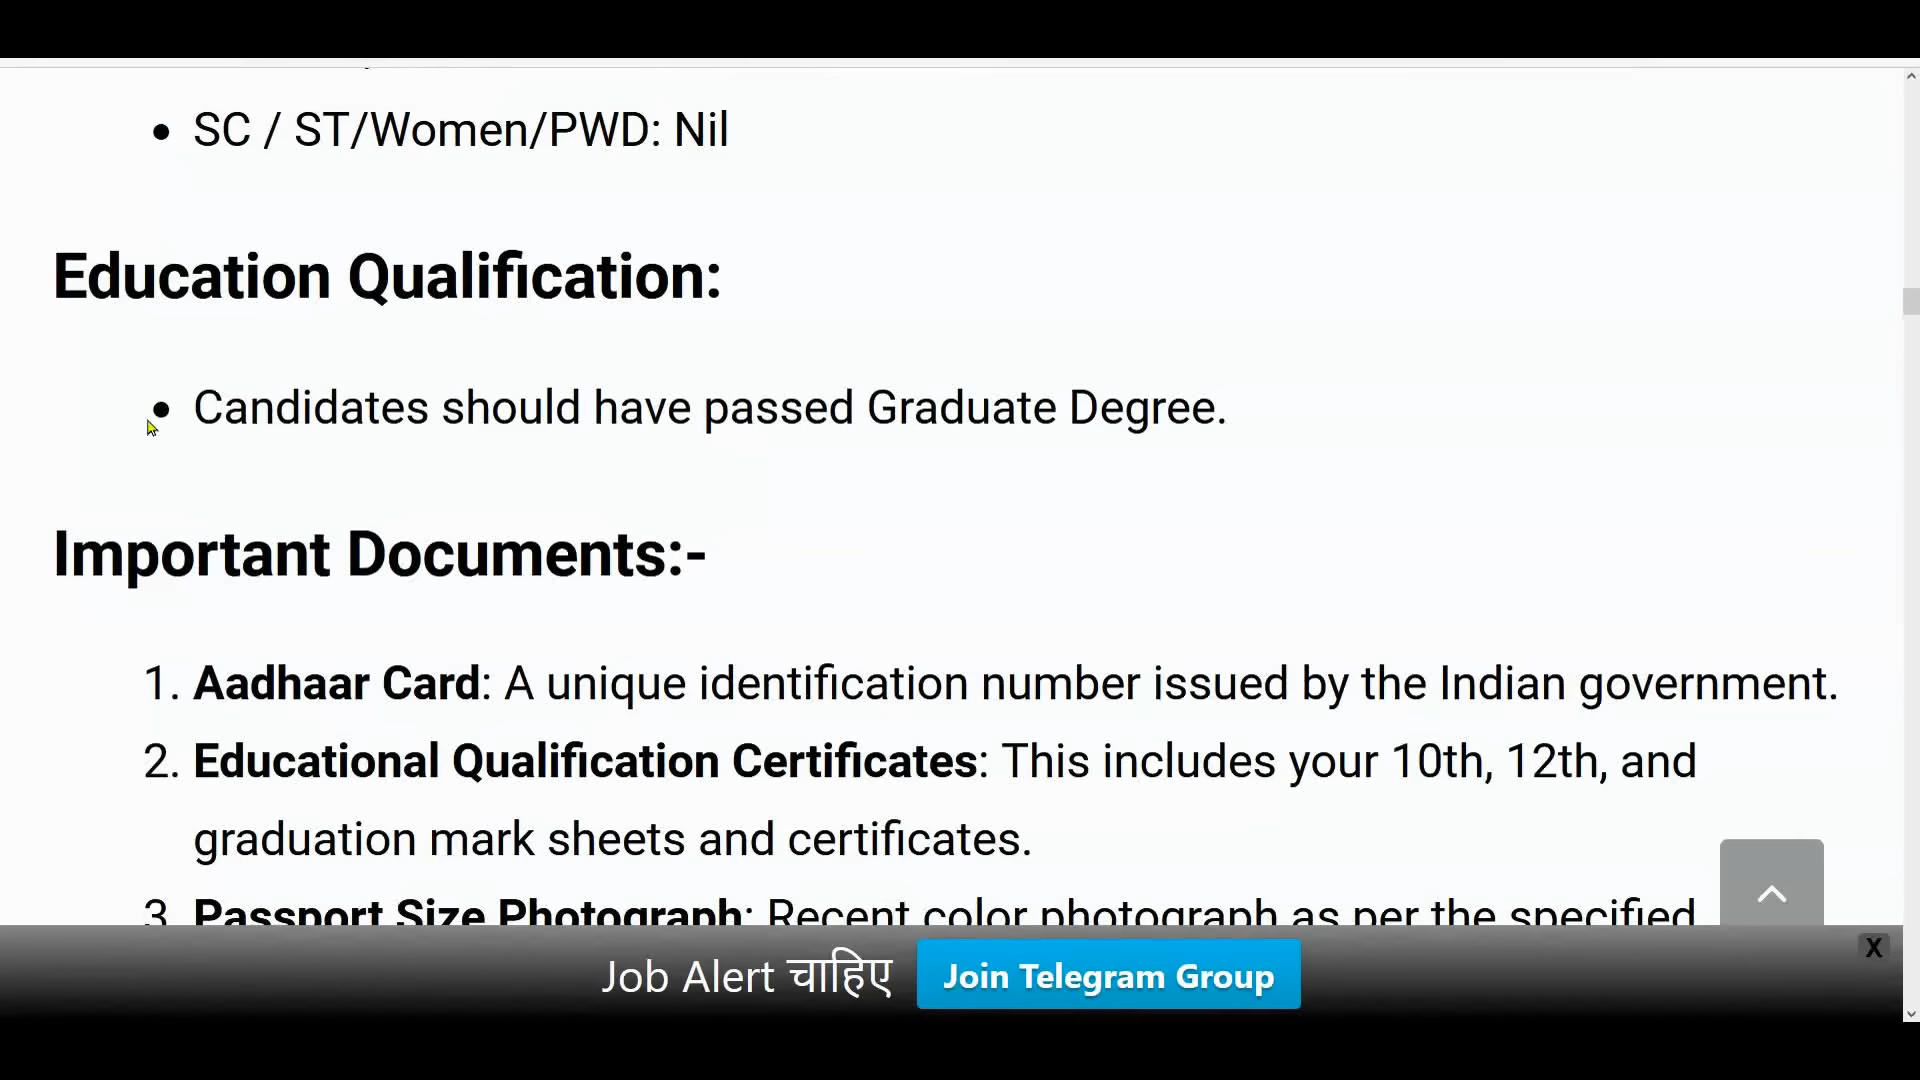 SC / ST/Women/PWD: Nil
Education Qualification:
Candidates should have passed Graduate Degree.
Important Documents:-
1. Aadhaar Card: A unique identification number issued by the Indian government.
2. Educational Qualification Certificates: This includes your 10th, 12th, and
graduation mark sheets and certificates.
3. Passport Size Photograph: Recent color photograph as per the specified
X
Job Alert चाहिए Join Telegram Group